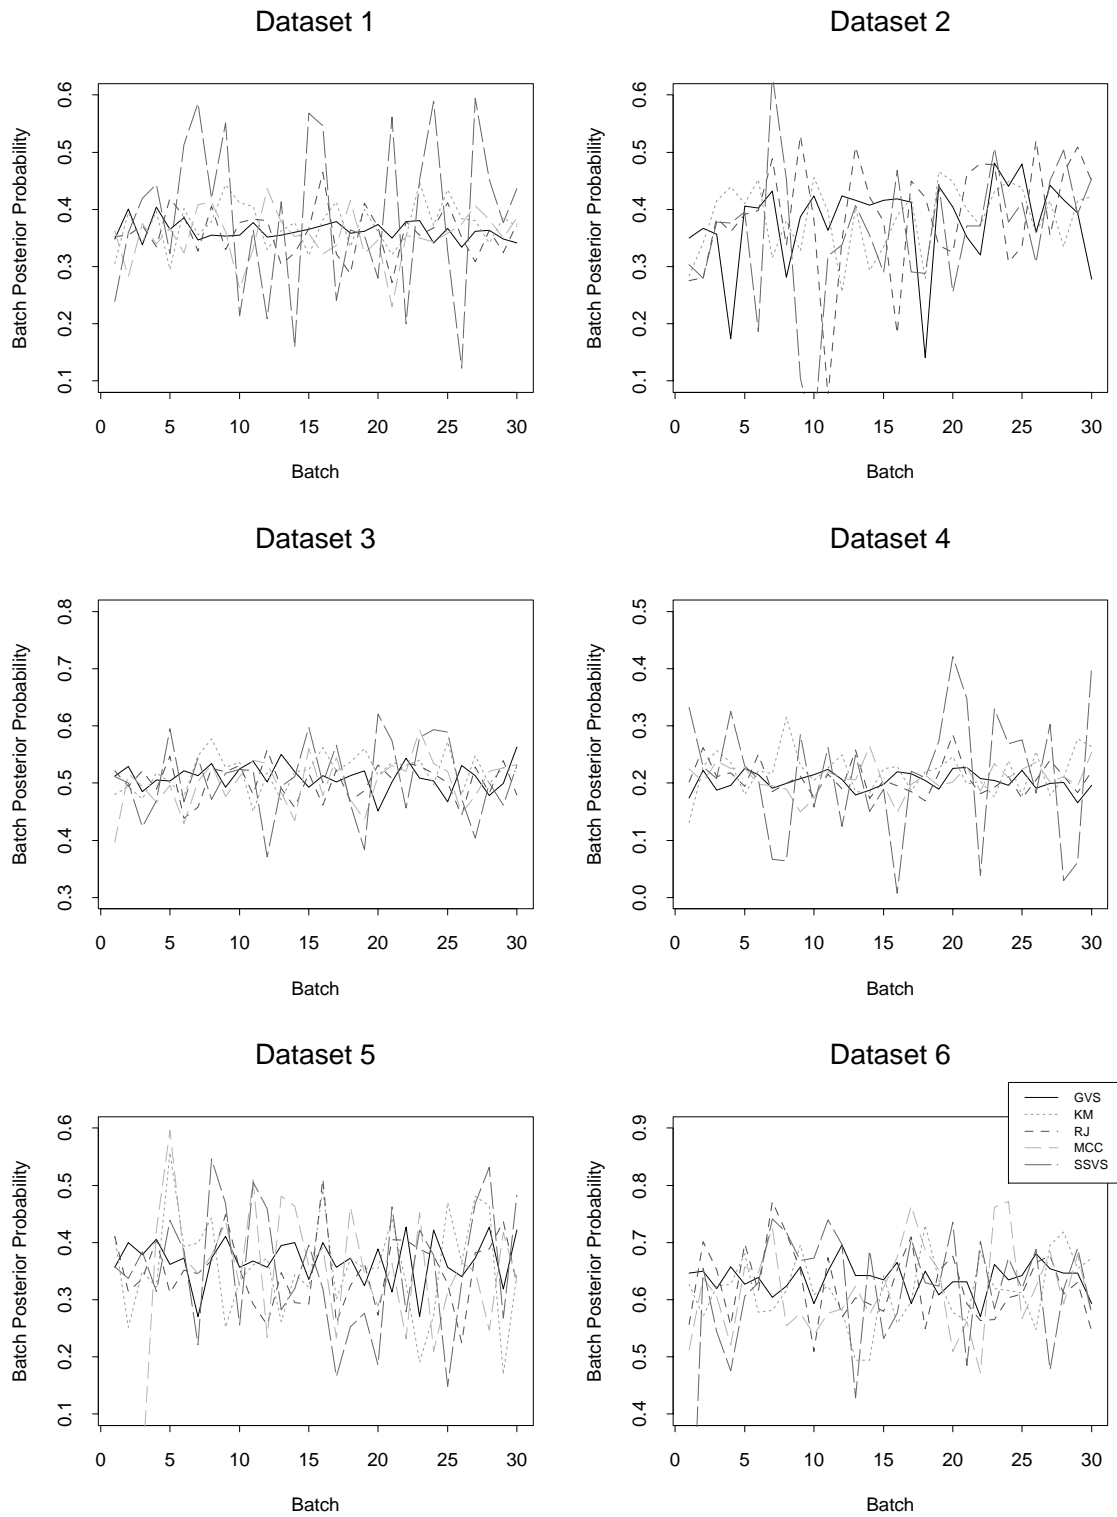 Dataset 1
Batch Posterior Probability
0.6
0.5
0.4
0.3
0.2
0.1
0 5 10 15 20 25 30
Batch
Dataset 2
Batch Posterior Probability
0.6
0.5
0.4
0.3
0.2
0.1
0 5 10 15 20 25 30
Batch
Dataset 3
Batch Posterior Probability
0.8
0.7
0.6
0.5
0.4
0.3
0 5 10 15 20 25 30
Batch
Dataset 4
Batch Posterior Probability
0.5
0.4
0.3
0.2
0.1
0.0
0 5 10 15 20 25 30
Batch
Dataset 5
Batch Posterior Probability
0.6
0.5
0.4
0.3
0.2
0.1
0 5 10 15 20 25 30
Batch
Dataset 6
Batch Posterior Probability
0.9
0.8
0.7
0.6
0.5
0.4
0 5 10 15 20 25 30
Batch
GVS
KM
RJ
MCC
SSVS